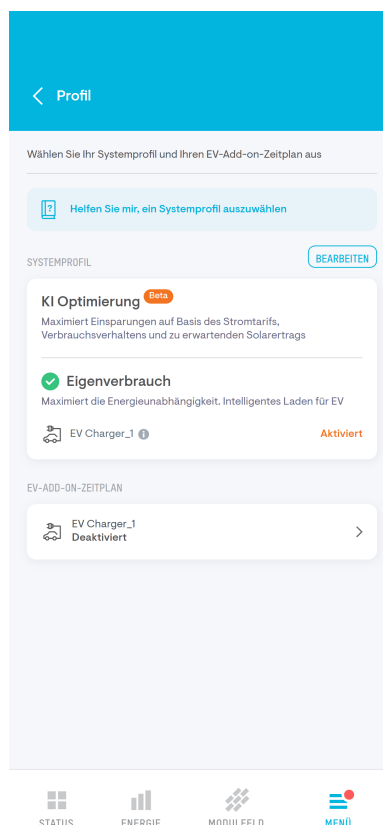 Profil
Wählen Sie Ihr Systemprofil und Ihren EV-Add-on-Zeitplan aus
Helfen Sie mir, ein Systemprofil auszuwählen
SYSTEMPROFIL
BEARBEITEN
KI Optimierung Beta
Maximiert Einsparungen auf Basis des Stromtarifs,
Verbrauchsverhaltens und zu erwartenden Solarertrags
Eigenverbrauch
Maximiert die Energieunabhängigkeit. Intelligentes Laden für EV
EV Charger_1 Aktiviert
EV-ADD-ON-ZEITPLAN
EV Charger_1
Deaktiviert
STATUS ENERGIE MODULFELD MENÜ